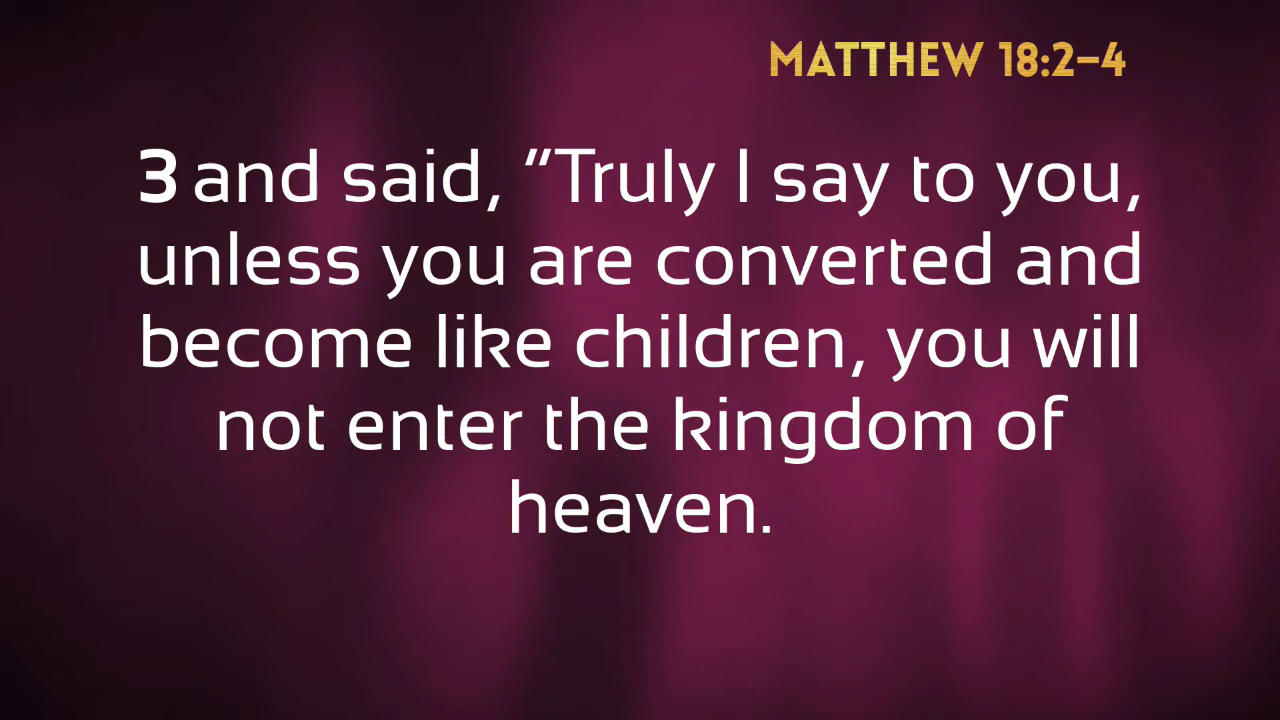 MATTHEW 18:2–4
3 and said, "Truly I say to you,
unless you are converted and
become like children, you will
not enter the kingdom of
heaven.